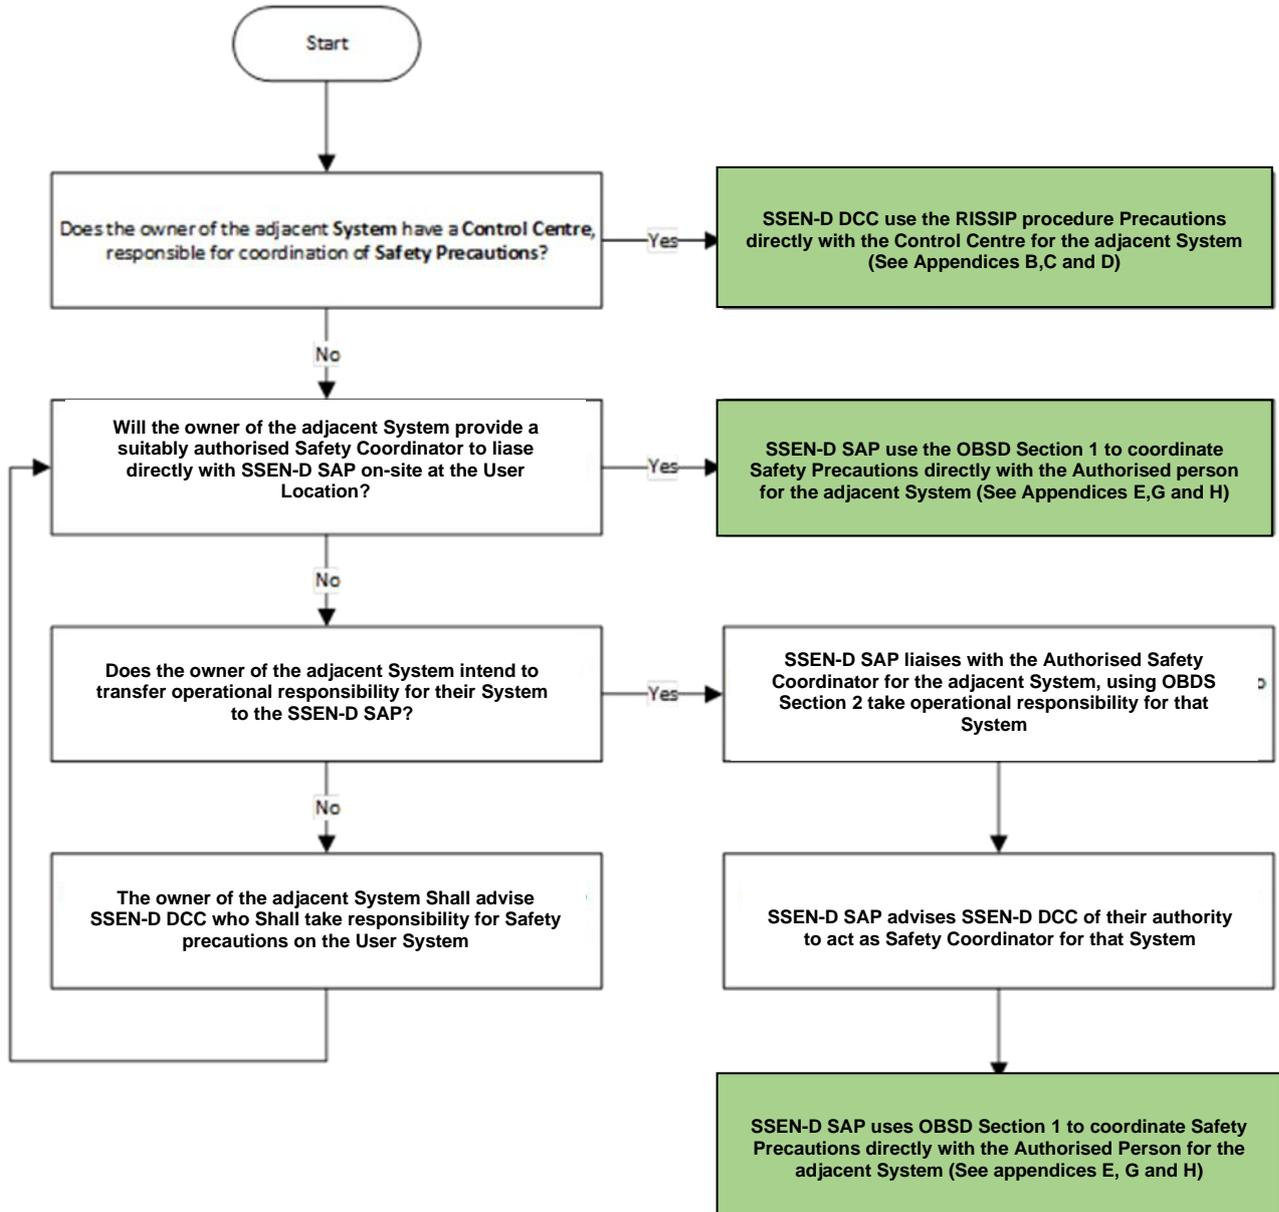 Start
Does the owner of the adjacent System have a Control Centre,
responsible for coordination of Safety Precautions?
Yes
SSEN-D DCC use the RISSIP procedure Precautions
directly with the Control Centre for the adjacent System
(See Appendices B,C and D)
No
Will the owner of the adjacent System provide a
suitably authorised Safety Coordinator to liase
directly with SSEN-D SAP on-site at the User
Location?
Yes
SSEN-D SAP use the OBSD Section 1 to coordinate
Safety Precautions directly with the Authorised person
for the adjacent System (See Appendices E,G and H)
No
Does the owner of the adjacent System intend to
transfer operational responsibility for their System
to the SSEN-D SAP?
Yes
SSEN-D SAP liaises with the Authorised Safety
Coordinator for the adjacent System, using OBDS
Section 2 take operational responsibility for that
System
No
The owner of the adjacent System Shall advise
SSEN-D DCC who Shall take responsibility for Safety
precautions on the User System
SSEN-D SAP advises SSEN-D DCC of their authority
to act as Safety Coordinator for that System
SSEN-D SAP uses OBSD Section 1 to coordinate Safety
Precautions directly with the Authorised Person for the
adjacent System (See appendices E, G and H)